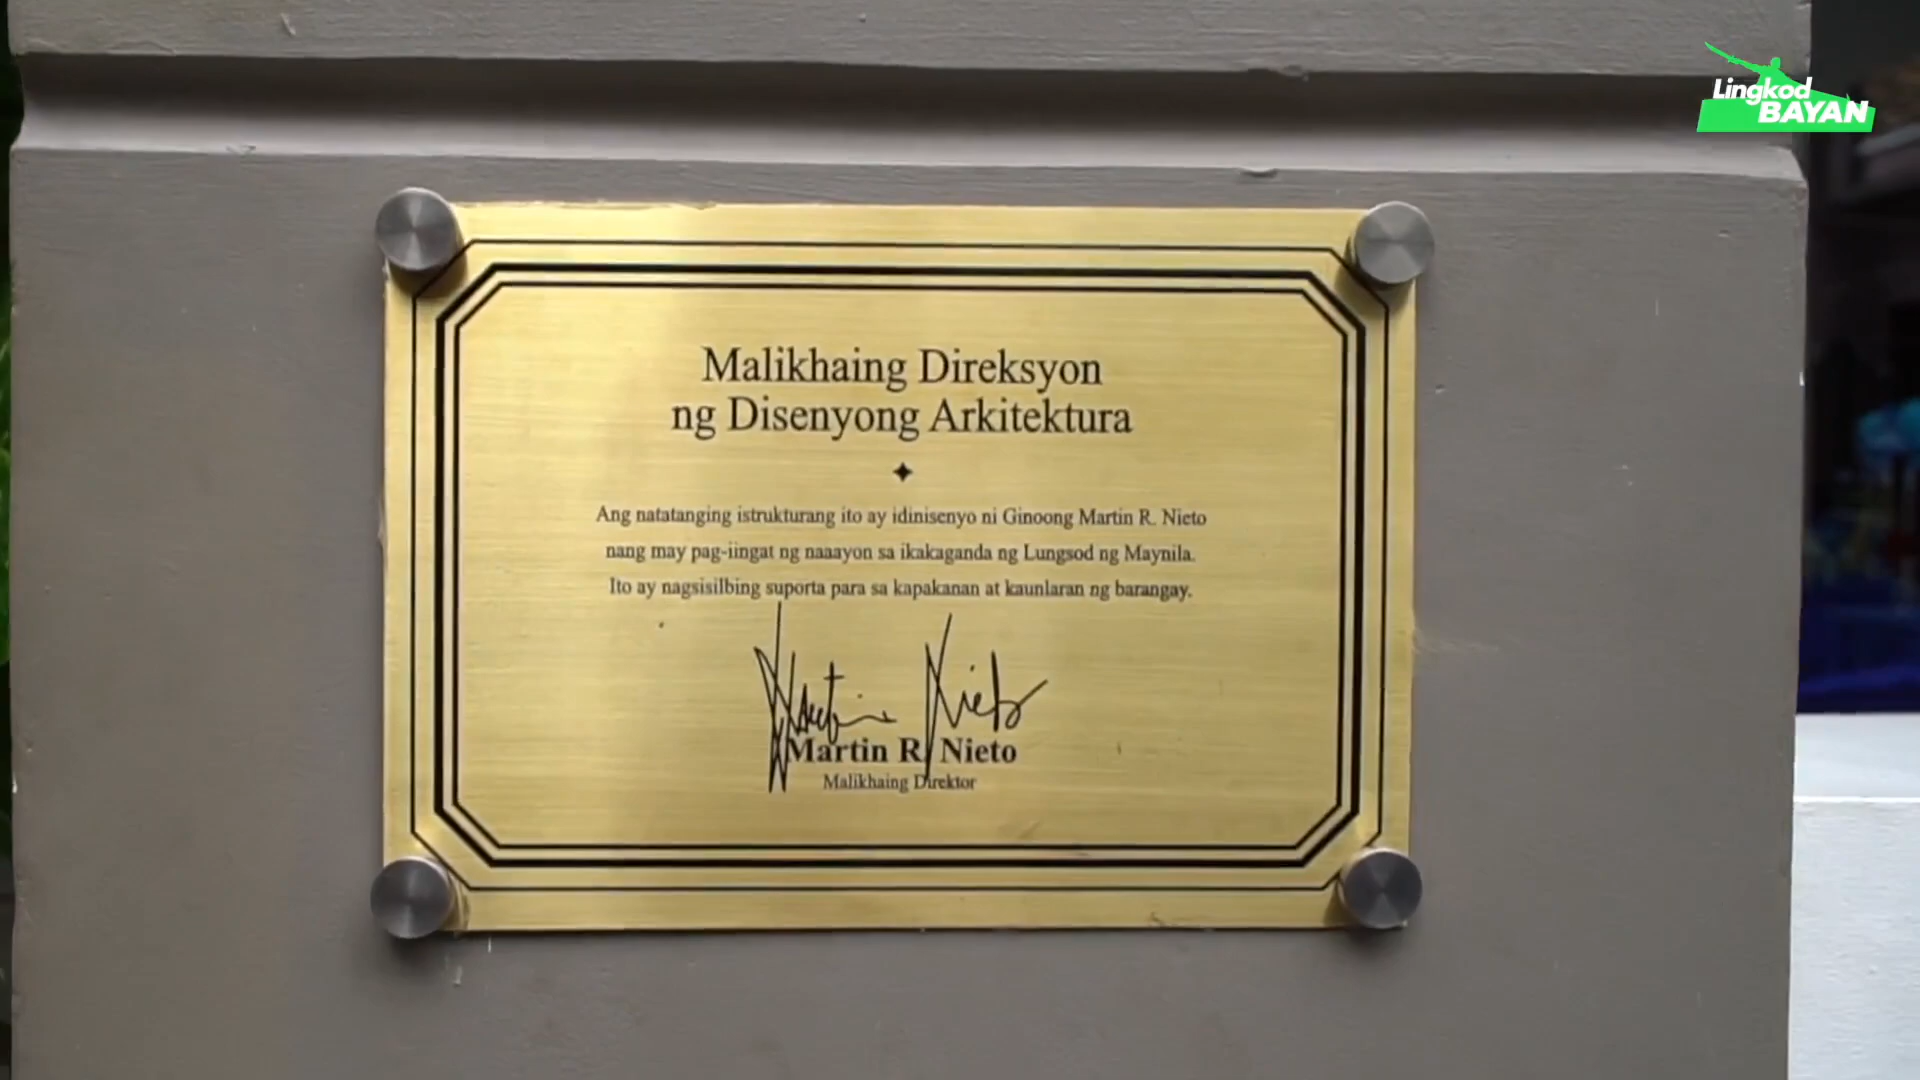 Lingkod
BAYAN
Malikhaing Direksyon
ng Disenyong Arkitektura
Ang natatanging istrukturang ito ay idinisenyo ni Ginoong Martin R. Nieto
nang may pag-iingat ng naaayon sa ikakaganda ng Lungsod ng Maynila.
Ito ay nagsisilbing suporta para sa kapakanan at kaunlaran ng barangay.
Martin Nieto
Martin R. Nieto
Malikhaing Direktor